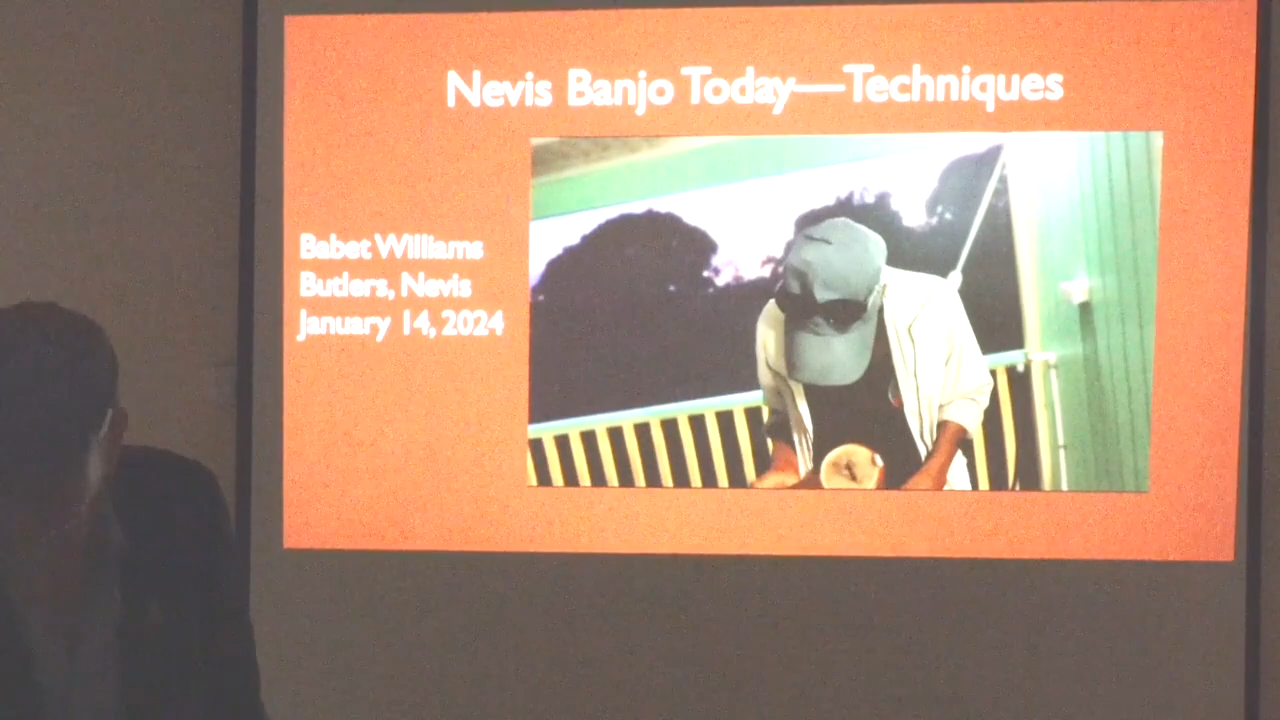 Nevis Banjo Today—Techniques
Babet Williams
Butlers, Nevis
January 14, 2024